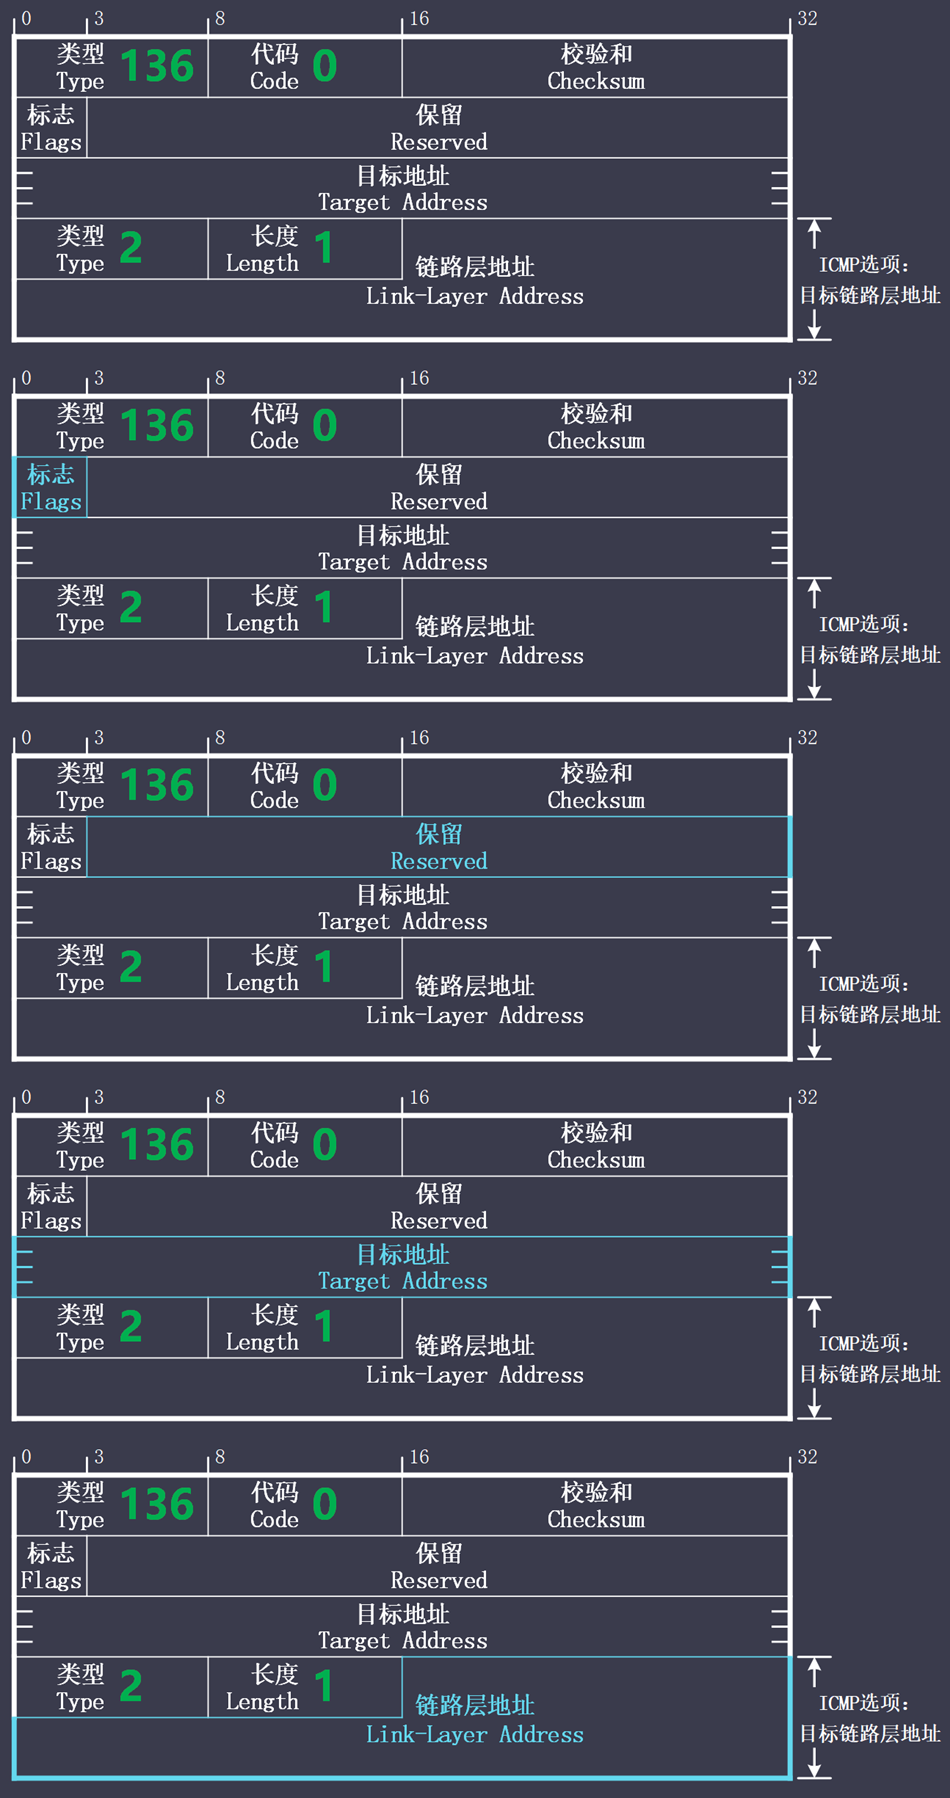 0 3 8 16 32
类型 136 代码 0 校验和
Type Code Checksum
标志 保留
Flags Reserved
目标地址
Target Address
类型 2 长度 1
Type Length 链路层地址
Link-Layer Address
ICMP选项:
目标链路层地址
0 3 8 16 32
类型 136 代码 0 校验和
Type Code Checksum
标志 保留
Flags Reserved
目标地址
Target Address
类型 2 长度 1
Type Length 链路层地址
Link-Layer Address
ICMP选项:
目标链路层地址
0 3 8 16 32
类型 136 代码 0 校验和
Type Code Checksum
标志 保留
Flags Reserved
目标地址
Target Address
类型 2 长度 1
Type Length 链路层地址
Link-Layer Address
ICMP选项:
目标链路层地址
0 3 8 16 32
类型 136 代码 0 校验和
Type Code Checksum
标志 保留
Flags Reserved
目标地址
Target Address
类型 2 长度 1
Type Length 链路层地址
Link-Layer Address
ICMP选项:
目标链路层地址
0 3 8 16 32
类型 136 代码 0 校验和
Type Code Checksum
标志 保留
Flags Reserved
目标地址
Target Address
类型 2 长度 1
Type Length 链路层地址
Link-Layer Address
ICMP选项:
目标链路层地址